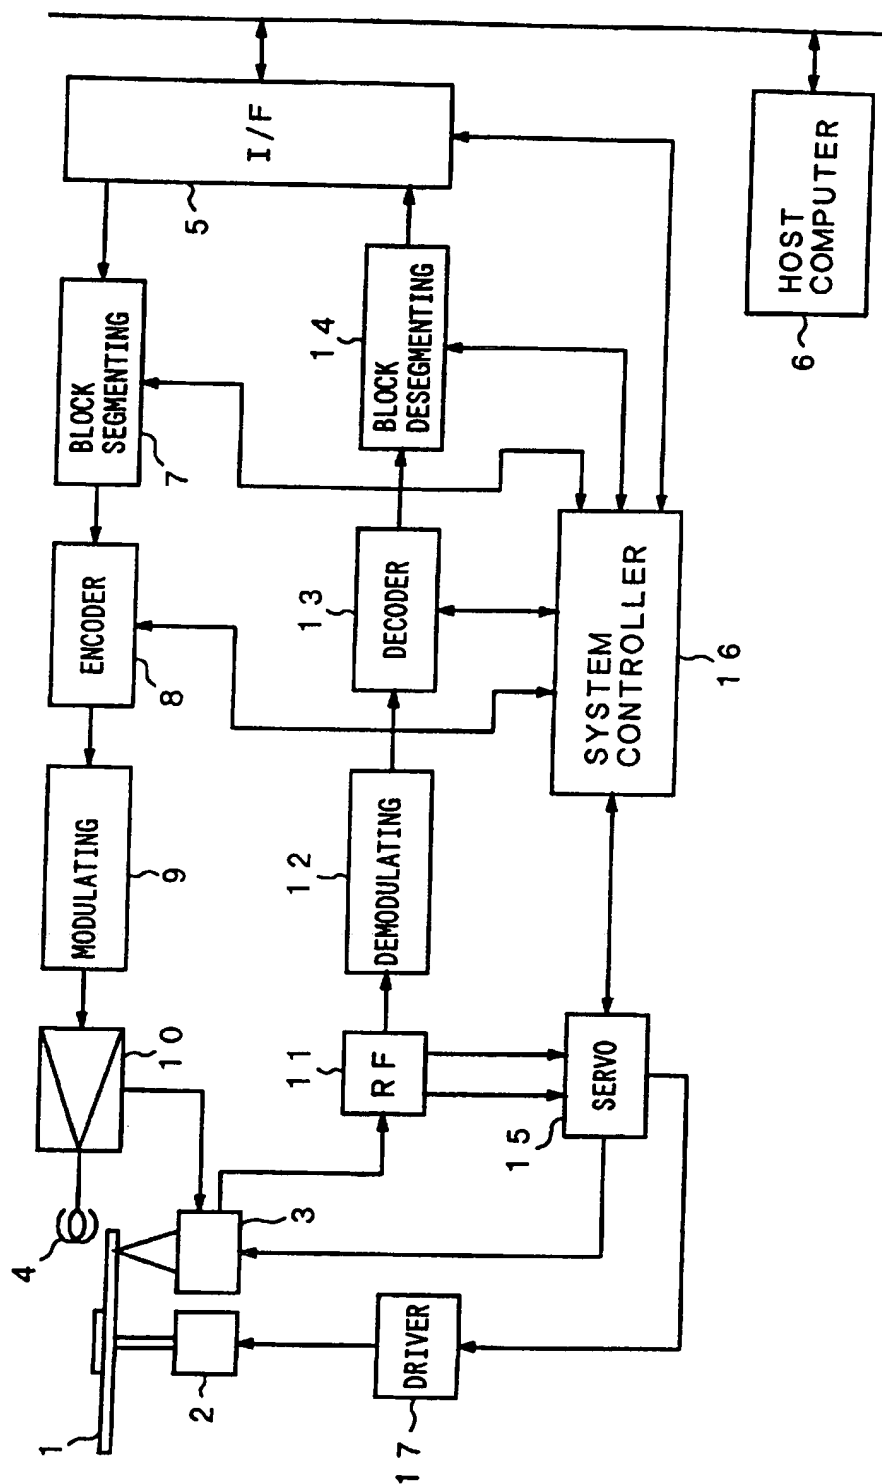 4
1
10
MODULATING
9
ENCODER
8
BLOCK
SEGMENTING
7
I/F
5
2
3
11
RF
12
DEMODULATING
13
DECODER
14
BLOCK
DESEGMENTING
17
DRIVER
15
SERVO
SYSTEM
CONTROLLER
16
HOST
COMPUTER
6